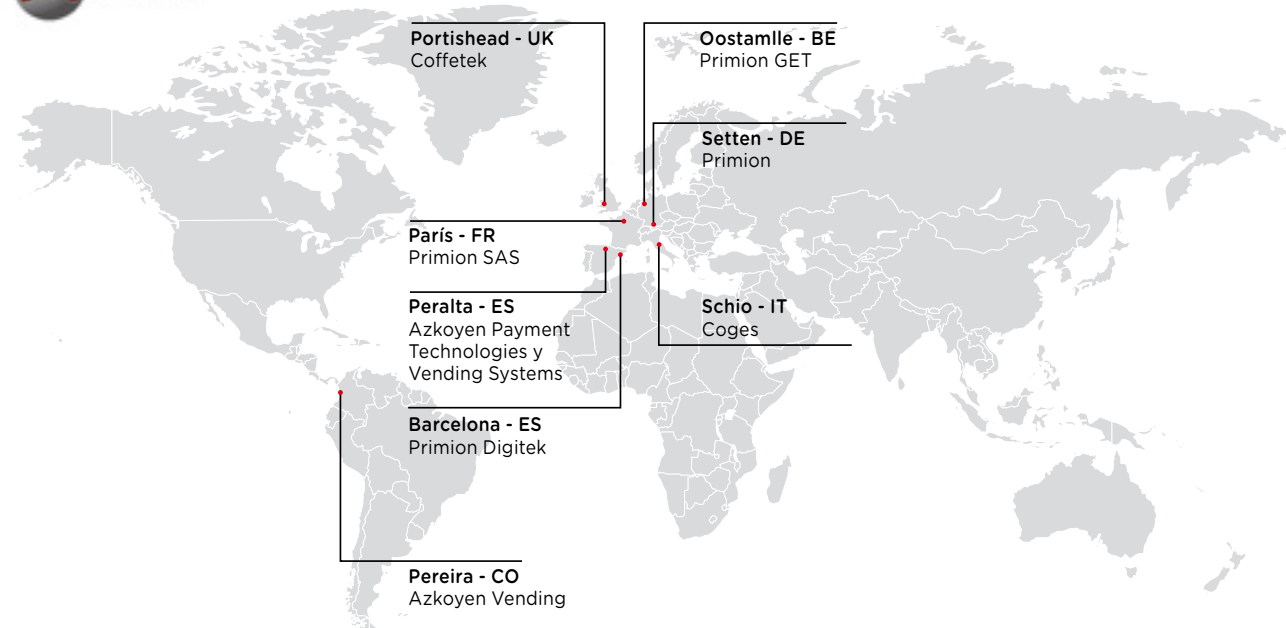 Portishead - UK
Coffetek
Oostamlle - BE
Primion GET
Setten - DE
Primion
París - FR
Primion SAS
Peralta - ES
Azkoyen Payment
Technologies y
Vending Systems
Schio - IT
Coges
Barcelona - ES
Primion Digitek
Pereira - CO
Azkoyen Vending